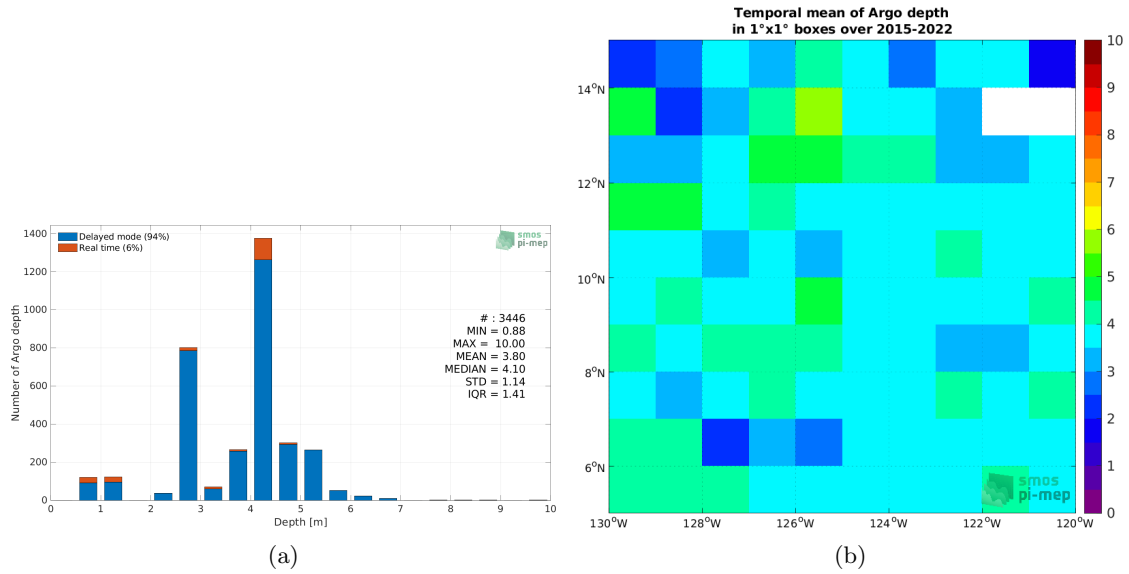 Temporal mean of Argo depth
in 1°x1° boxes over 2015-2022
Delayed mode (94%)
Real time (6%)
smos
pi-mep
# : 3446
MIN = 0.88
MAX = 10.00
MEAN = 3.80
MEDIAN = 4.10
STD = 1.14
IQR = 1.41
Number of Argo depth
1400
1200
1000
800
600
400
200
0
0 1 2 3 4 5 6 7 8 9 10
Depth [m]
(a)
14°N
12°N
10°N
8°N
6°N
130°W 128°W 126°W 124°W 122°W 120°W
smos
pi-mep
10
9
8
7
6
5
4
3
2
1
0
(b)